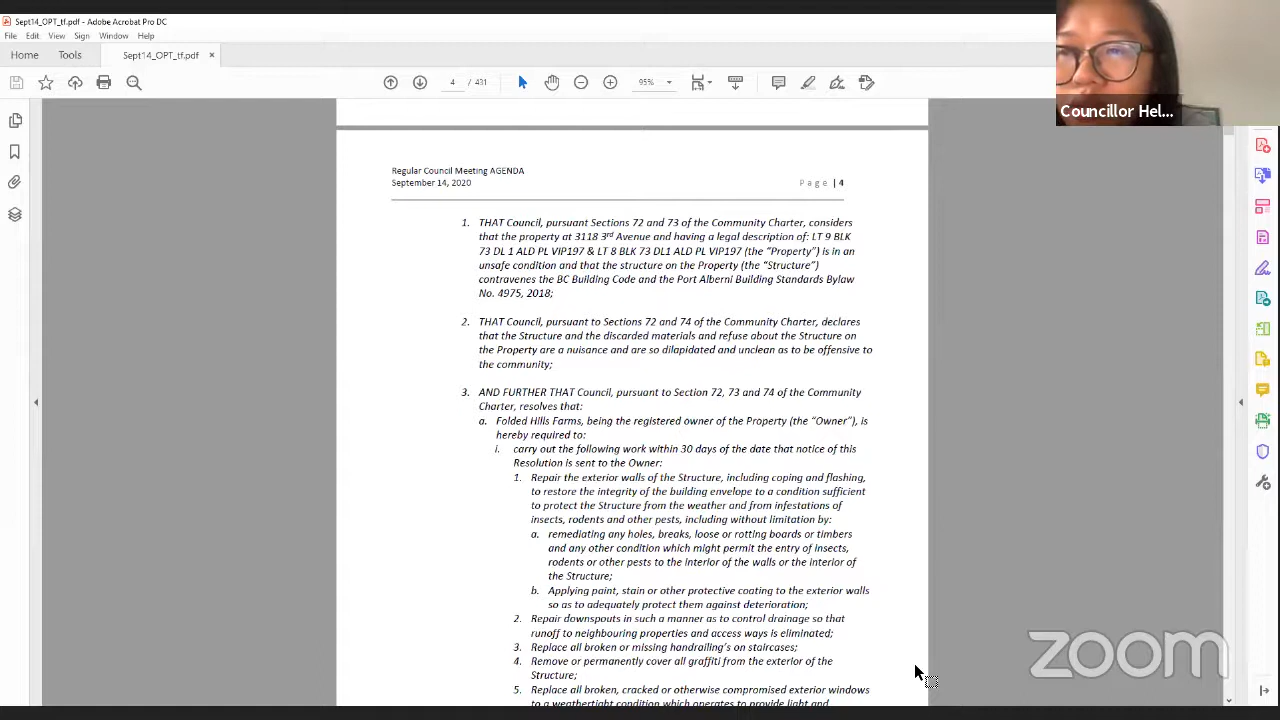 Sept14_OPT_tf.pdf - Adobe Acrobat Pro DC
File Edit View Sign Window Help
Home Tools Sept14_OPT_tf.pdf ×
4 / 431 95%
Councillor Hel...
Regular Council Meeting AGENDA
September 14, 2020 Page | 4
1. THAT Council, pursuant Sections 72 and 73 of the Community Charter, considers
that the property at 3118 3rd Avenue and having a legal description of: LT 9 BLK
73 DL 1 ALD PL VIP197 & LT 8 BLK 73 DL1 ALD PL VIP197 (the “Property”) is in an
unsafe condition and that the structure on the Property (the “Structure”)
contravenes the BC Building Code and the Port Alberni Building Standards Bylaw
No. 4975, 2018;
2. THAT Council, pursuant to Sections 72 and 74 of the Community Charter, declares
that the Structure and the discarded materials and refuse about the Structure on
the Property are a nuisance and are so dilapidated and unclean as to be offensive to
the community;
3. AND FURTHER THAT Council, pursuant to Section 72, 73 and 74 of the Community
Charter, resolves that:
a. Folded Hills Farms, being the registered owner of the Property (the “Owner”), is
hereby required to:
i. carry out the following work within 30 days of the date that notice of this
Resolution is sent to the Owner:
1. Repair the exterior walls of the Structure, including coping and flashing,
to restore the integrity of the building envelope to a condition sufficient
to protect the Structure from the weather and from infestations of
insects, rodents and other pests, including without limitation by:
a. remediating any holes, breaks, loose or rotting boards or timbers
and any other condition which might permit the entry of insects,
rodents or other pests to the interior of the walls or the interior of
the Structure;
b. Applying paint, stain or other protective coating to the exterior walls
so as to adequately protect them against deterioration;
2. Repair downspouts in such a manner as to control drainage so that
runoff to neighbouring properties and access ways is eliminated;
3. Replace all broken or missing handrailing's on staircases;
4. Remove or permanently cover all graffiti from the exterior of the
Structure;
5. Replace all broken, cracked or otherwise compromised exterior windows
to a weathertight condition which operates to provide light and
zoom